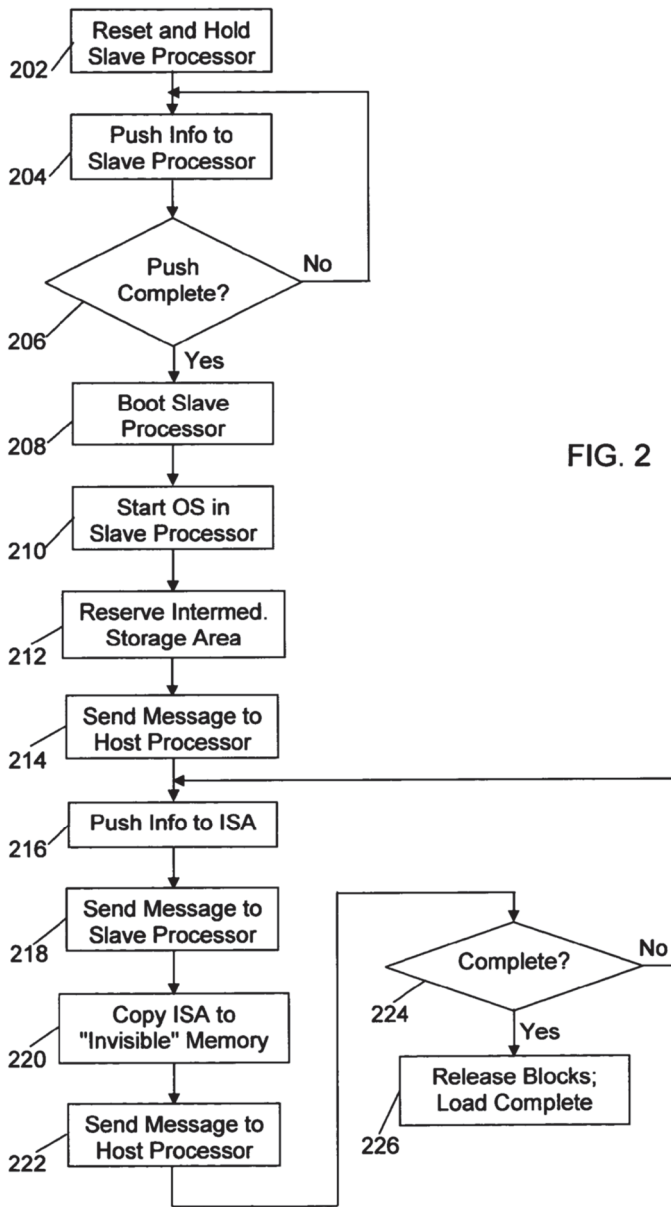 Reset and Hold
Slave Processor
202
Push Info to
Slave Processor
204
Push
Complete?
No
206
Yes
Boot Slave
Processor
208
FIG. 2
Start OS in
Slave Processor
210
Reserve Intermed.
Storage Area
212
Send Message to
Host Processor
214
Push Info to ISA
216
Send Message to
Slave Processor
218
Copy ISA to
"Invisible" Memory
220
Send Message to
Host Processor
222
Complete?
No
224
Yes
Release Blocks;
Load Complete
226